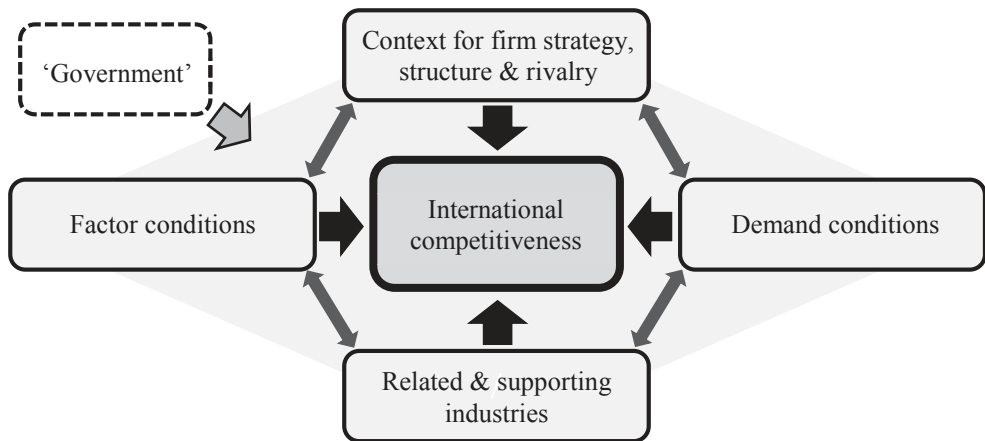 Context for firm strategy,
structure & rivalry
‘Government’
Factor conditions
International
competitiveness
Demand conditions
Related & supporting
industries